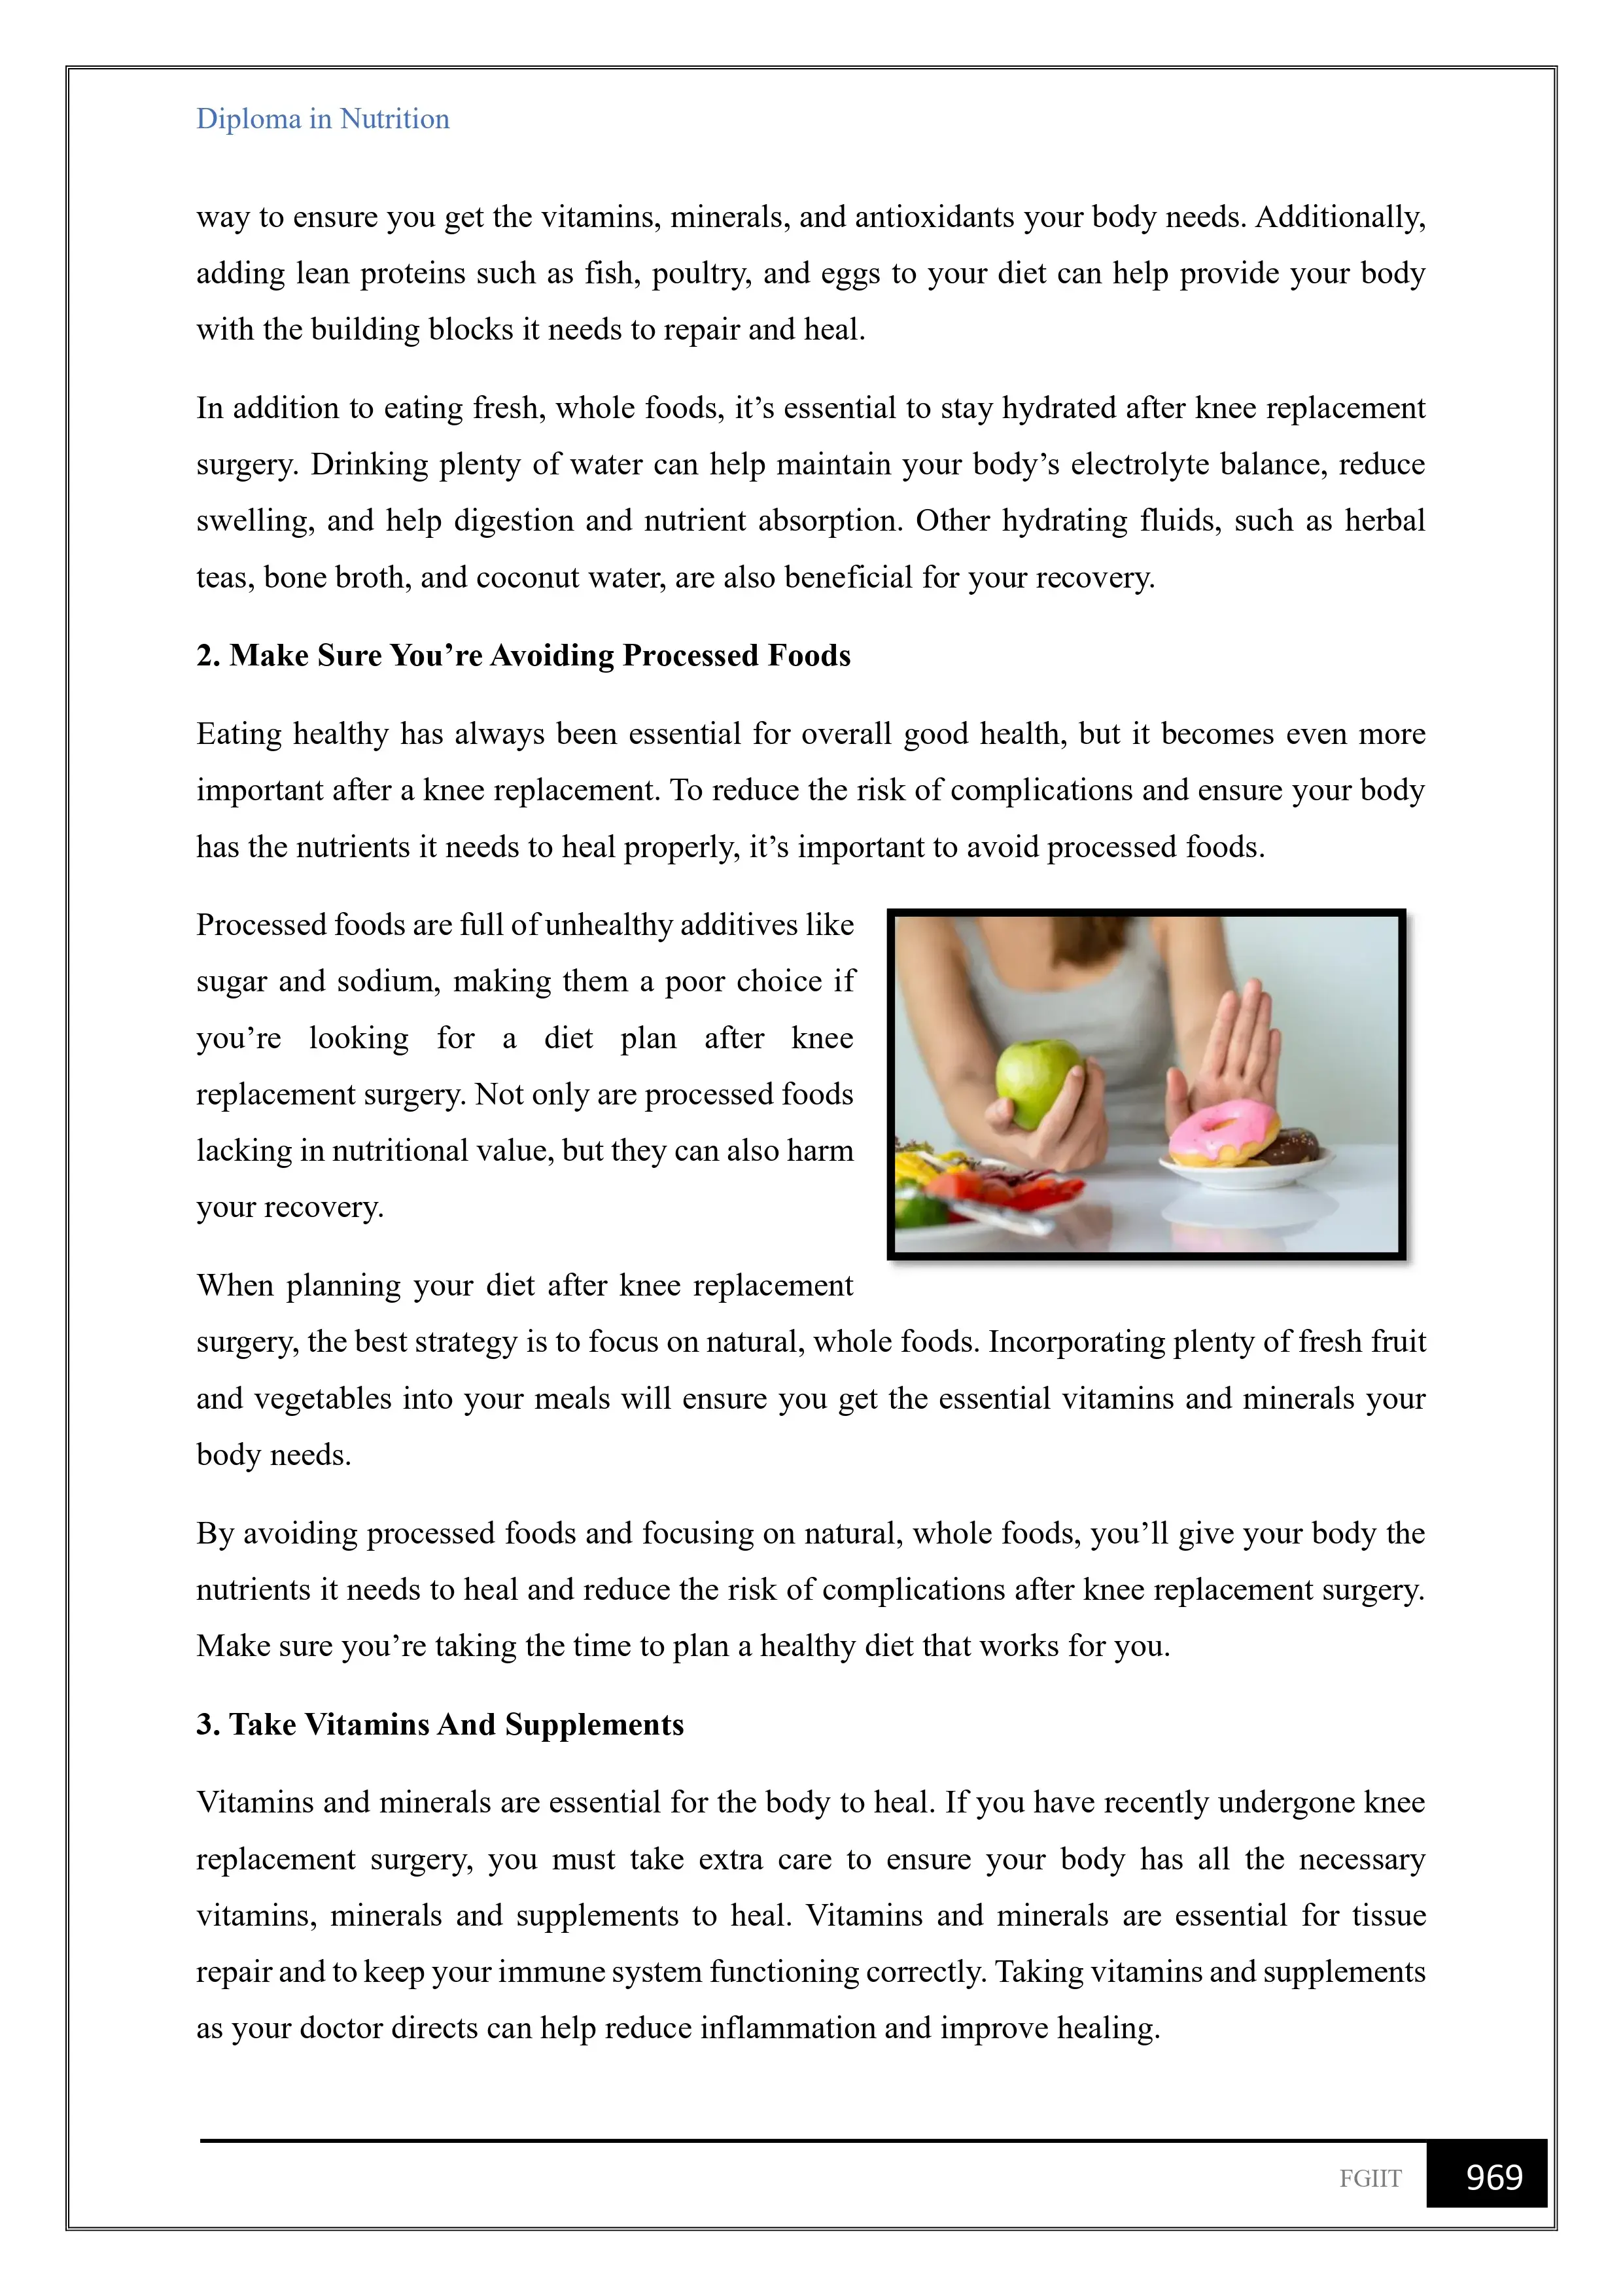 Diploma in Nutrition
way to ensure you get the vitamins, minerals, and antioxidants your body needs. Additionally,
adding lean proteins such as fish, poultry, and eggs to your diet can help provide your body
with the building blocks it needs to repair and heal.
In addition to eating fresh, whole foods, it’s essential to stay hydrated after knee replacement
surgery. Drinking plenty of water can help maintain your body’s electrolyte balance, reduce
swelling, and help digestion and nutrient absorption. Other hydrating fluids, such as herbal
teas, bone broth, and coconut water, are also beneficial for your recovery.
2. Make Sure You’re Avoiding Processed Foods
Eating healthy has always been essential for overall good health, but it becomes even more
important after a knee replacement. To reduce the risk of complications and ensure your body
has the nutrients it needs to heal properly, it’s important to avoid processed foods.
Processed foods are full of unhealthy additives like
sugar and sodium, making them a poor choice if
you’re looking for a diet plan after knee
replacement surgery. Not only are processed foods
lacking in nutritional value, but they can also harm
your recovery.
When planning your diet after knee replacement
surgery, the best strategy is to focus on natural, whole foods. Incorporating plenty of fresh fruit
and vegetables into your meals will ensure you get the essential vitamins and minerals your
body needs.
By avoiding processed foods and focusing on natural, whole foods, you’ll give your body the
nutrients it needs to heal and reduce the risk of complications after knee replacement surgery.
Make sure you’re taking the time to plan a healthy diet that works for you.
3. Take Vitamins And Supplements
Vitamins and minerals are essential for the body to heal. If you have recently undergone knee
replacement surgery, you must take extra care to ensure your body has all the necessary
vitamins, minerals and supplements to heal. Vitamins and minerals are essential for tissue
repair and to keep your immune system functioning correctly. Taking vitamins and supplements
as your doctor directs can help reduce inflammation and improve healing.
FGIIT 969